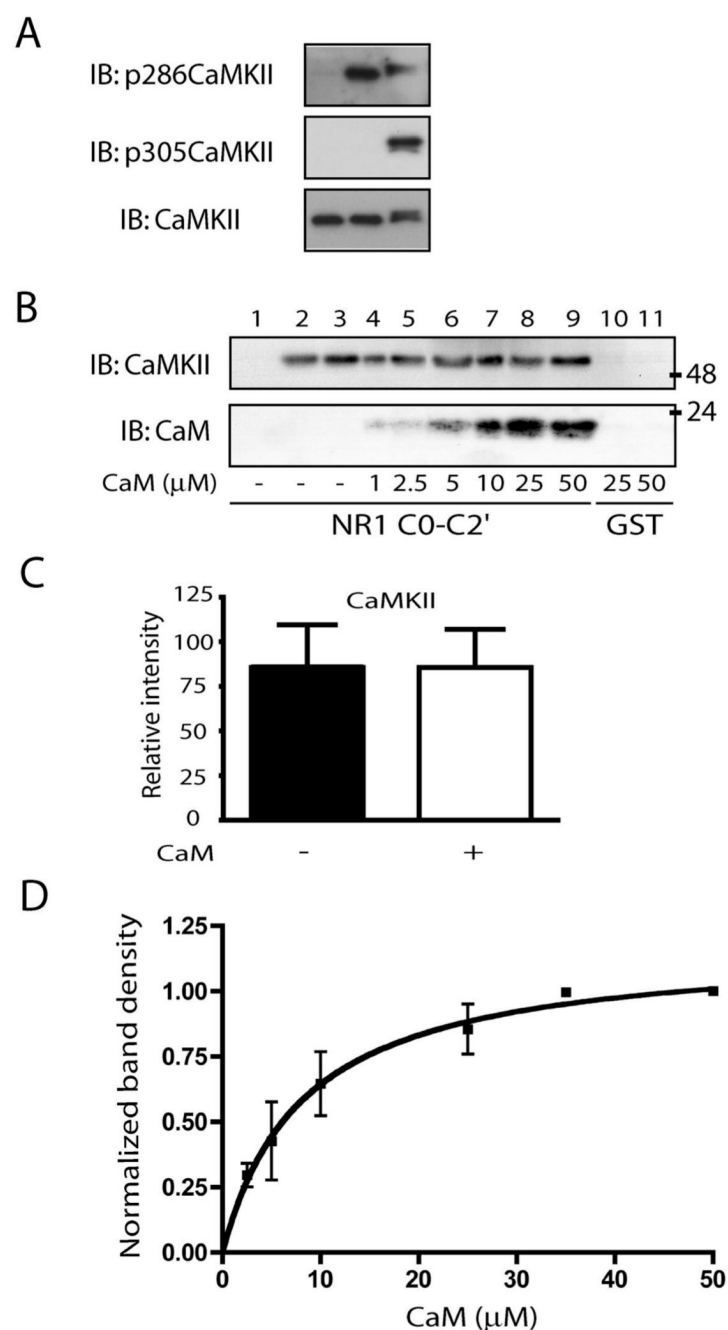 A
IB: p286CaMKII
IB: p305CaMKII
IB: CaMKII
B
1 2 3 4 5 6 7 8 9 10 11
IB: CaMKII
48
24
IB: CaM
CaM (μM) - - - 1 2.5 5 10 25 50 25 50
NR1 C0-C2' GST
C
CaMKII
Relative intensity
125
100
75
50
25
0
CaM - +
D
Normalized band density
1.25
1.00
0.75
0.50
0.25
0.00
0 10 20 30 40 50
CaM (μM)